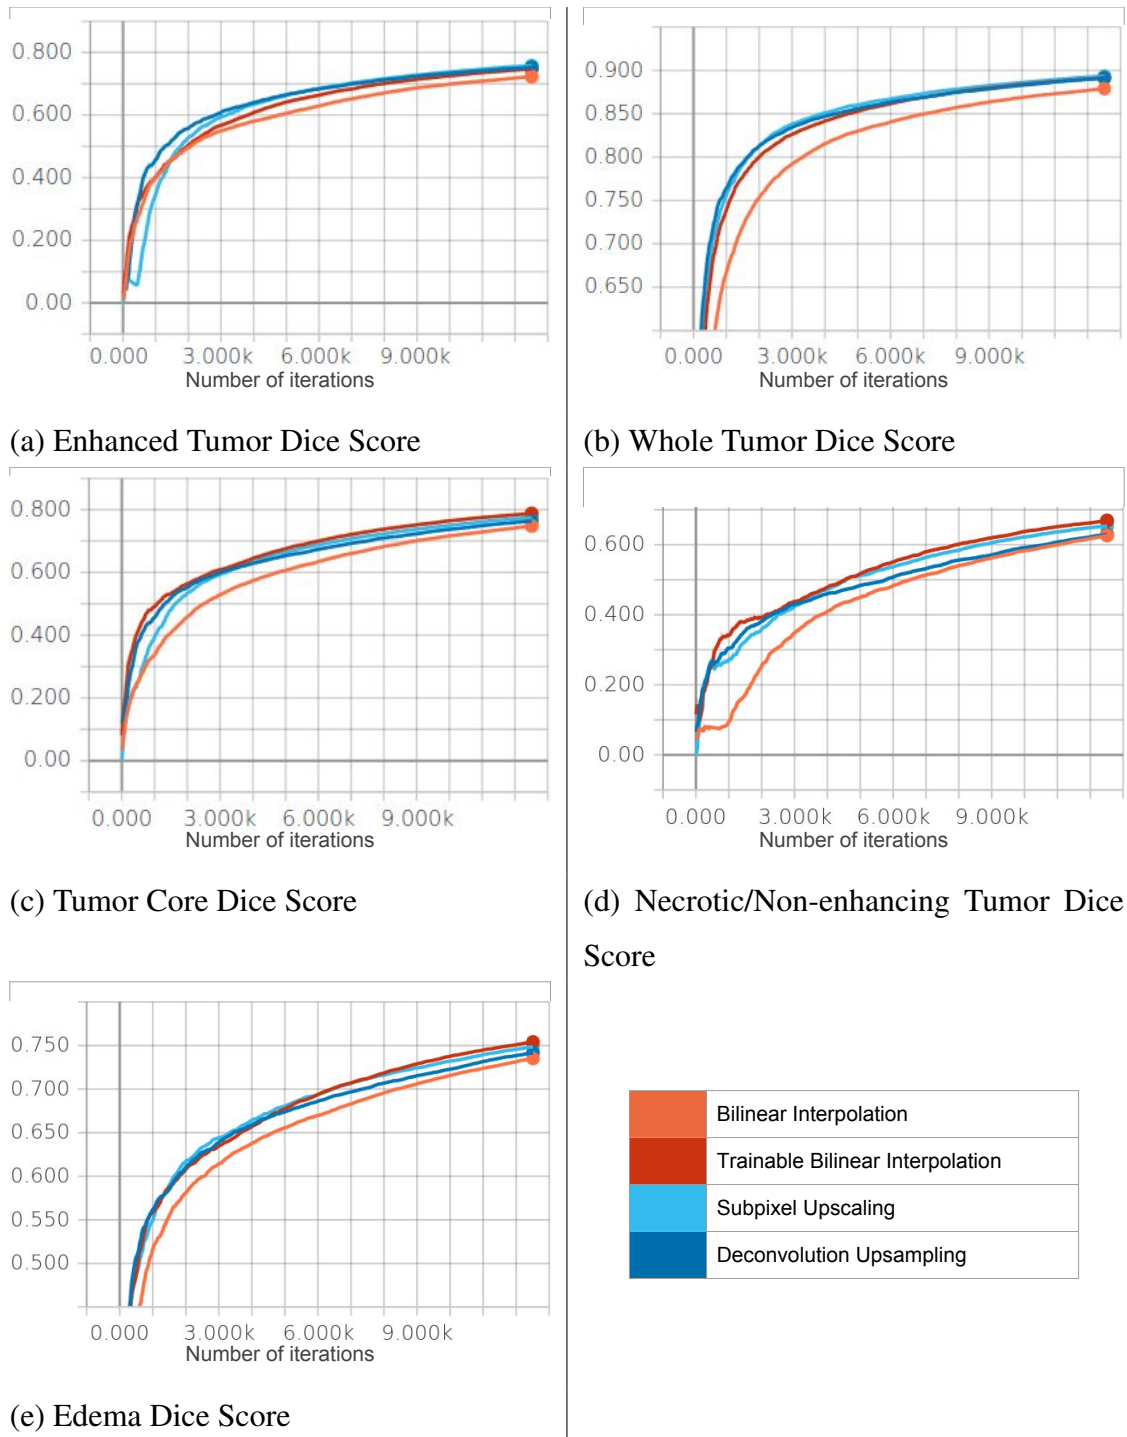 0.800
0.600
0.400
0.200
0.00
0.000 3.000k 6.000k 9.000k
Number of iterations
(a) Enhanced Tumor Dice Score
0.900
0.850
0.800
0.750
0.700
0.650
0.000 3.000k 6.000k 9.000k
Number of iterations
(b) Whole Tumor Dice Score
0.800
0.600
0.400
0.200
0.00
0.000 3.000k 6.000k 9.000k
Number of iterations
(c) Tumor Core Dice Score
0.600
0.400
0.200
0.00
0.000 3.000k 6.000k 9.000k
Number of iterations
(d) Necrotic/Non-enhancing Tumor Dice
Score
0.750
0.700
0.650
0.600
0.550
0.500
0.000 3.000k 6.000k 9.000k
Number of iterations
(e) Edema Dice Score
Bilinear Interpolation
Trainable Bilinear Interpolation
Subpixel Upscaling
Deconvolution Upsampling